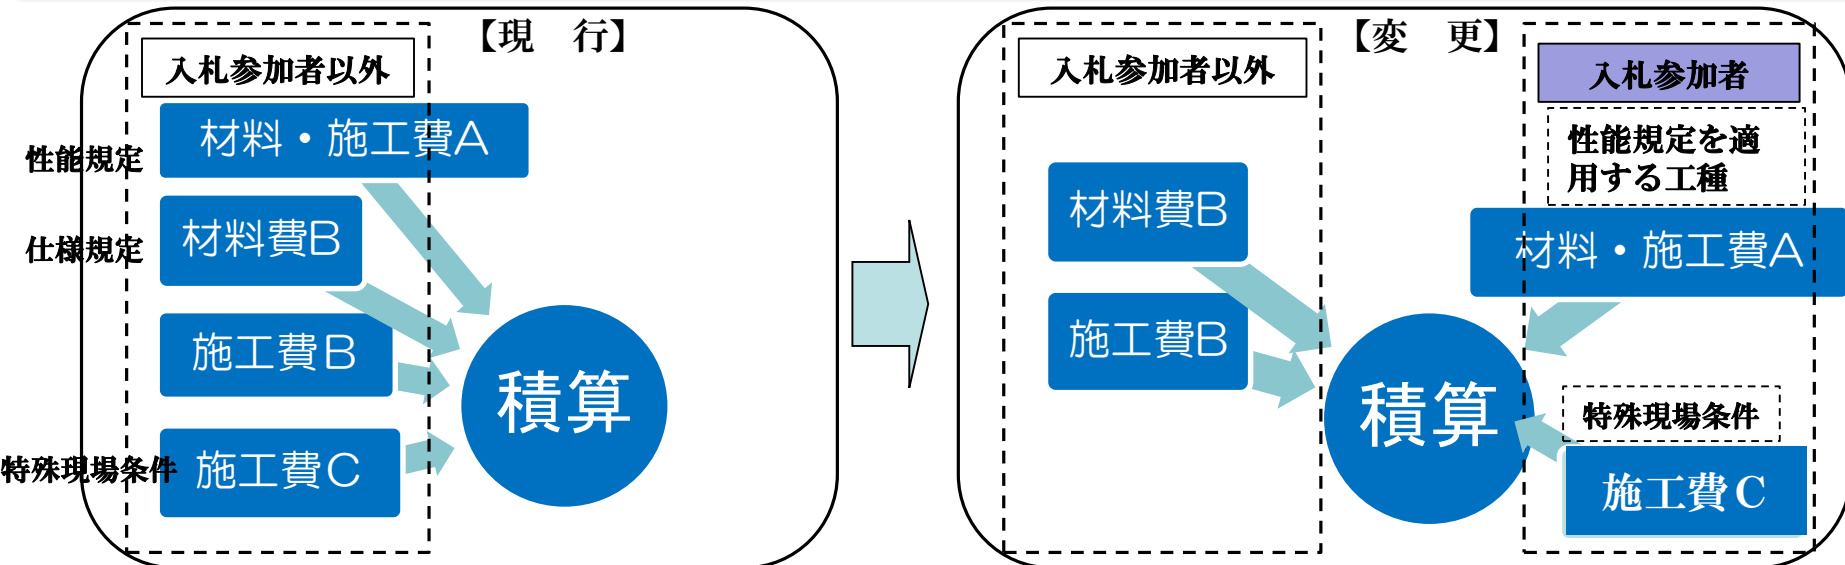 【現　行】
入札参加者以外
性能規定
材料・施工費A
仕様規定
材料費B
施工費B
特殊現場条件
施工費C
積算
【変　更】
入札参加者以外
材料費B
施工費B
積算
入札参加者
性能規定を適
用する工種
材料・施工費A
特殊現場条件
施工費C